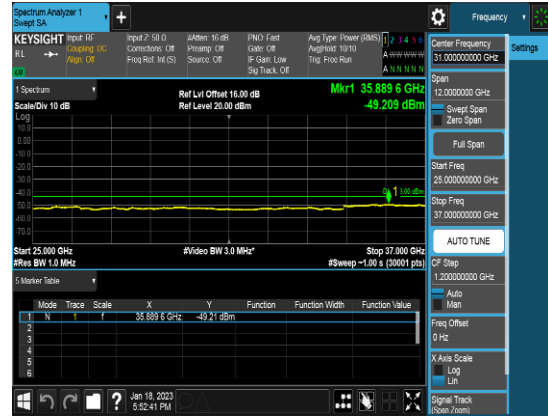 Spectrum Analyzer 1
Swept SA
+
Frequency
KEYSIGHT
RL
Input: RF
Coupling: DC
Align: Off
Input Z: 50 Ω
Corrections: Off
Freq Ref: Int (S)
#Atten: 16 dB
Preamp: Off
Source: Off
PNO: Fast
Gate: Off
IF Gain: Low
Sig Track: Off
Avg Type: Power (RMS)
Avg|Hold: 10/10
Trig: Free Run
1 2 3 4 5 6
A W W W W W
A N N N N N
1 Spectrum
Scale/Div 10 dB
Ref Lvl Offset 16.00 dB
Ref Level 20.00 dBm
Mkr1 35.889 6 GHz
-49.209 dBm
Log
10.0
0.00
-10.0
-20.0
-30.0
-40.0
-50.0
-60.0
-70.0
1
Start 25.000 GHz
#Res BW 1.0 MHz
#Video BW 3.0 MHz*
Stop 37.000 GHz
#Sweep ~1.00 s (30001 pts)
5 Marker Table
Mode Trace Scale X Y Function Function Width Function Value
1 N 1 f 35.889 6 GHz -49.21 dBm
2
3
4
5
6
Jan 18, 2023
5:52:41 PM
?
Center Frequency
31.000000000 GHz
Settings
Span
12.0000000 GHz
Swept Span
Zero Span
Full Span
Start Freq
25.000000000 GHz
Stop Freq
37.000000000 GHz
AUTO TUNE
CF Step
1.200000000 GHz
Auto
Man
Freq Offset
0 Hz
X Axis Scale
Log
Lin
Signal Track
(Span Zoom)